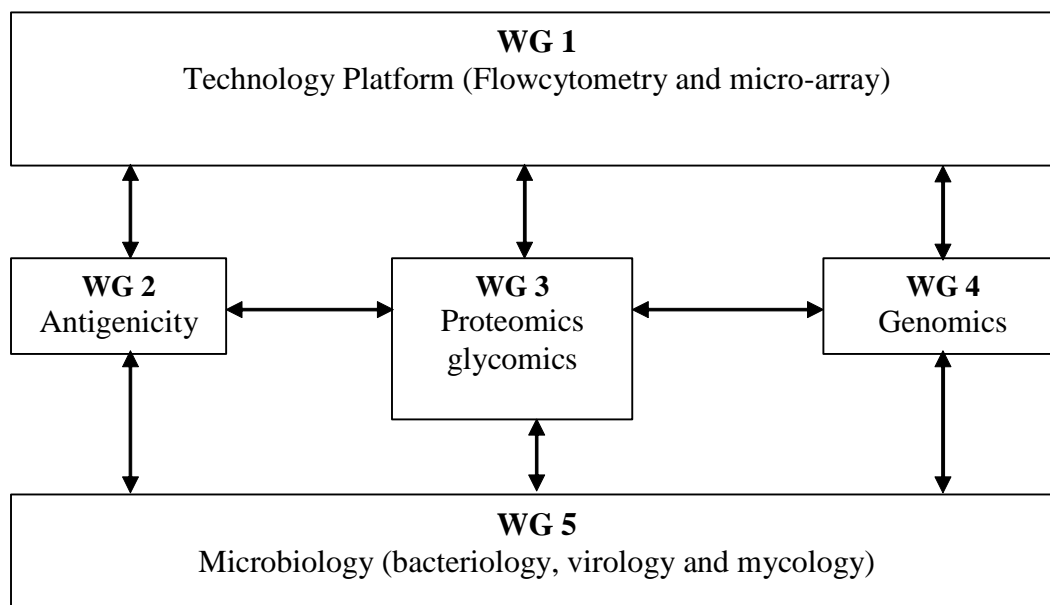 WG 1
Technology Platform (Flowcytometry and micro-array)
WG 2
Antigenicity
WG 3
Proteomics
glycomics
WG 4
Genomics
WG 5
Microbiology (bacteriology, virology and mycology)